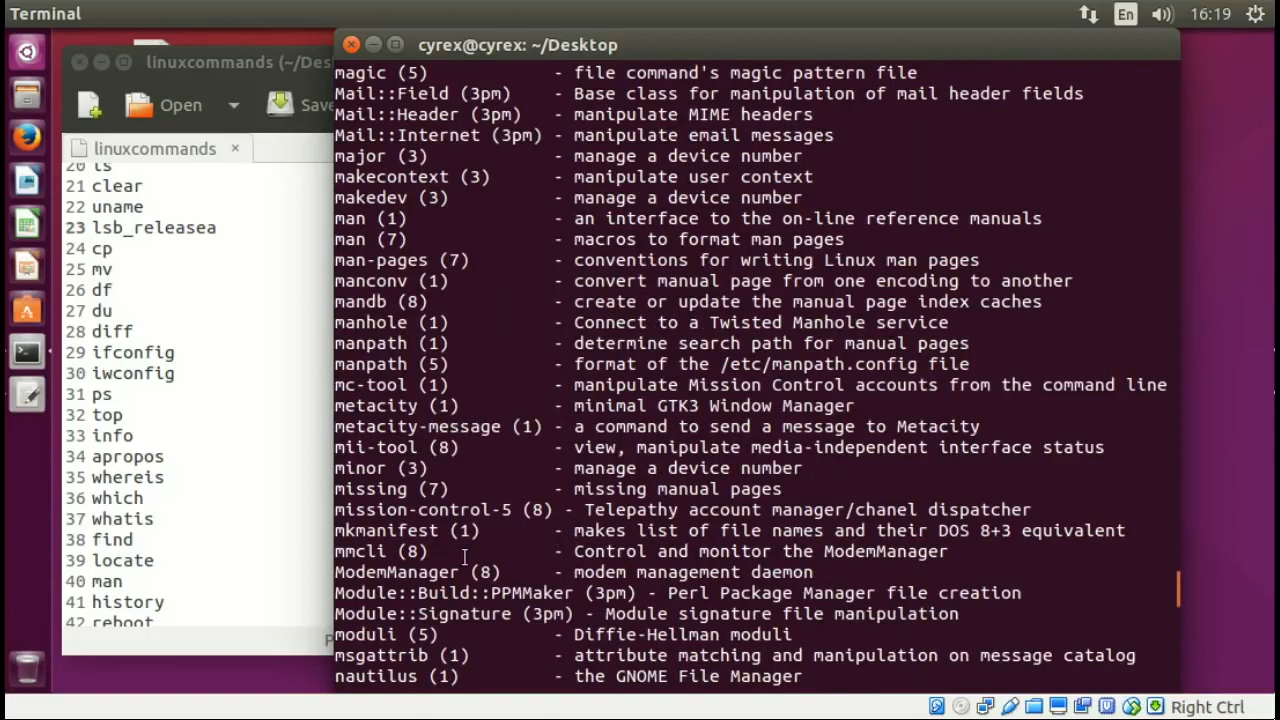 Terminal
En
16:19
linuxcommands (~/Des
Open
Save
linuxcommands ×
20 ls
21 clear
22 uname
23 lsb_releasea
24 cp
25 mv
26 df
27 du
28 diff
29 ifconfig
30 iwconfig
31 ps
32 top
33 info
34 apropos
35 whereis
36 which
37 whatis
38 find
39 locate
40 man
41 history
42 reboot
cyrex@cyrex: ~/Desktop
magic (5) - file command's magic pattern file
Mail::Field (3pm) - Base class for manipulation of mail header fields
Mail::Header (3pm) - manipulate MIME headers
Mail::Internet (3pm) - manipulate email messages
major (3) - manage a device number
makecontext (3) - manipulate user context
makedev (3) - manage a device number
man (1) - an interface to the on-line reference manuals
man (7) - macros to format man pages
man-pages (7) - conventions for writing Linux man pages
manconv (1) - convert manual page from one encoding to another
mandb (8) - create or update the manual page index caches
manhole (1) - Connect to a Twisted Manhole service
manpath (1) - determine search path for manual pages
manpath (5) - format of the /etc/manpath.config file
mc-tool (1) - manipulate Mission Control accounts from the command line
metacity (1) - minimal GTK3 Window Manager
metacity-message (1) - a command to send a message to Metacity
mii-tool (8) - view, manipulate media-independent interface status
minor (3) - manage a device number
missing (7) - missing manual pages
mission-control-5 (8) - Telepathy account manager/chanel dispatcher
mkmanifest (1) - makes list of file names and their DOS 8+3 equivalent
mmcli (8) - Control and monitor the ModemManager
ModemManager (8) - modem management daemon
Module::Build::PPMMaker (3pm) - Perl Package Manager file creation
Module::Signature (3pm) - Module signature file manipulation
moduli (5) - Diffie-Hellman moduli
msgattrib (1) - attribute matching and manipulation on message catalog
nautilus (1) - the GNOME File Manager
Right Ctrl